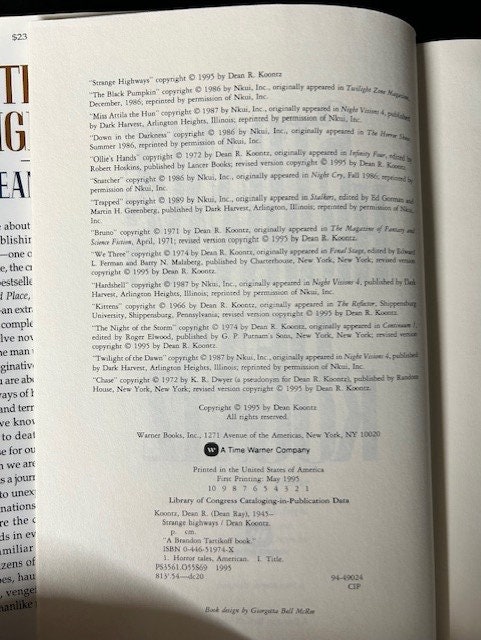 $23
"Strange Highways" copyright © 1995 by Dean R. Koontz
"The Black Pumpkin" copyright © 1986 by Nkui, Inc., originally appeared in Twilight Zone Magazine,
December, 1986; reprinted by permission of Nkui, Inc.
"Miss Attila the Hun" copyright © 1987 by Nkui, Inc., originally appeared in Night Visions 4, published
by Dark Harvest, Arlington Heights, Illinois; reprinted by permission of Nkui, Inc.
"Down in the Darkness" copyright © 1986 by Nkui, Inc., originally appeared in The Horror Show,
Summer 1986, reprinted by permission of Nkui, Inc.
"Ollie's Hands" copyright © 1972 by Dean R. Koontz, originally appeared in Infinity Four, edited by
Robert Hoskins, published by Lancer Books; revised version copyright © 1995 by Dean R. Koontz.
"Snatcher" copyright © 1986 by Nkui, Inc., originally appeared in Night Cry, Fall 1986, reprinted by
permission of Nkui, Inc.
"Trapped" copyright © 1989 by Nkui, Inc., originally appeared in Stalkers, edited by Ed Gorman and
Martin H. Greenberg, published by Dark Harvest, Arlington, Illinois; reprinted by permission of Nkui,
Inc.
"Bruno" copyright © 1971 by Dean R. Koontz, originally appeared in The Magazine of Fantasy and
Science Fiction, April, 1971; revised version copyright © 1995 by Dean R. Koontz.
"We Three" copyright © 1974 by Dean R. Koontz, originally appeared in Final Stage, edited by Edward
L. Ferman and Barry N. Malzberg, published by Charterhouse, New York, New York; revised version
copyright © 1995 by Dean R. Koontz.
"Hardshell" copyright © 1987 by Nkui, Inc., originally appeared in Night Visions 4, published by Dark
Harvest, Arlington Heights, Illinois; reprinted by permission of Nkui, Inc.
"Kittens" copyright © 1966 by Dean R. Koontz, originally appeared in The Reflector, Shippensburg
University, Shippensburg, Pennsylvania; revised version copyright © 1995 by Dean R. Koontz.
"The Night of the Storm" copyright © 1974 by Dean R. Koontz, originally appeared in Continuum 1,
edited by Roger Elwood, published by G. P. Putnam's Sons, New York, New York; revised version
copyright © 1995 by Dean R. Koontz.
"Twilight of the Dawn" copyright © 1987 by Nkui, Inc., originally appeared in Night Visions 4, published
by Dark Harvest, Arlington Heights, Illinois; reprinted by permission of Nkui, Inc.
"Chase" copyright © 1972 by K. R. Dwyer (a pseudonym for Dean R. Koontz), published by Random
House, New York, New York; revised copyright © 1995 by Dean R. Koontz.
Copyright © 1995 by Dean Koontz
All rights reserved.
Warner Books, Inc., 1271 Avenue of the Americas, New York, NY 10020
W A Time Warner Company
Printed in the United States of America
First Printing: May 1995
10 9 8 7 6 5 4 3 2 1
Library of Congress Cataloging-in-Publication Data
Koontz, Dean R. (Dean Ray), 1945–
Strange highways / Dean Koontz.
p. cm.
"A Brandon Tartikoff book."
ISBN 0-446-51974-X
1. Horror tales, American. I. Title.
PS3561.O55S69 1995
813'.54—dc20 94-49024
CIP
Book design by Giorgetta Bell McRee